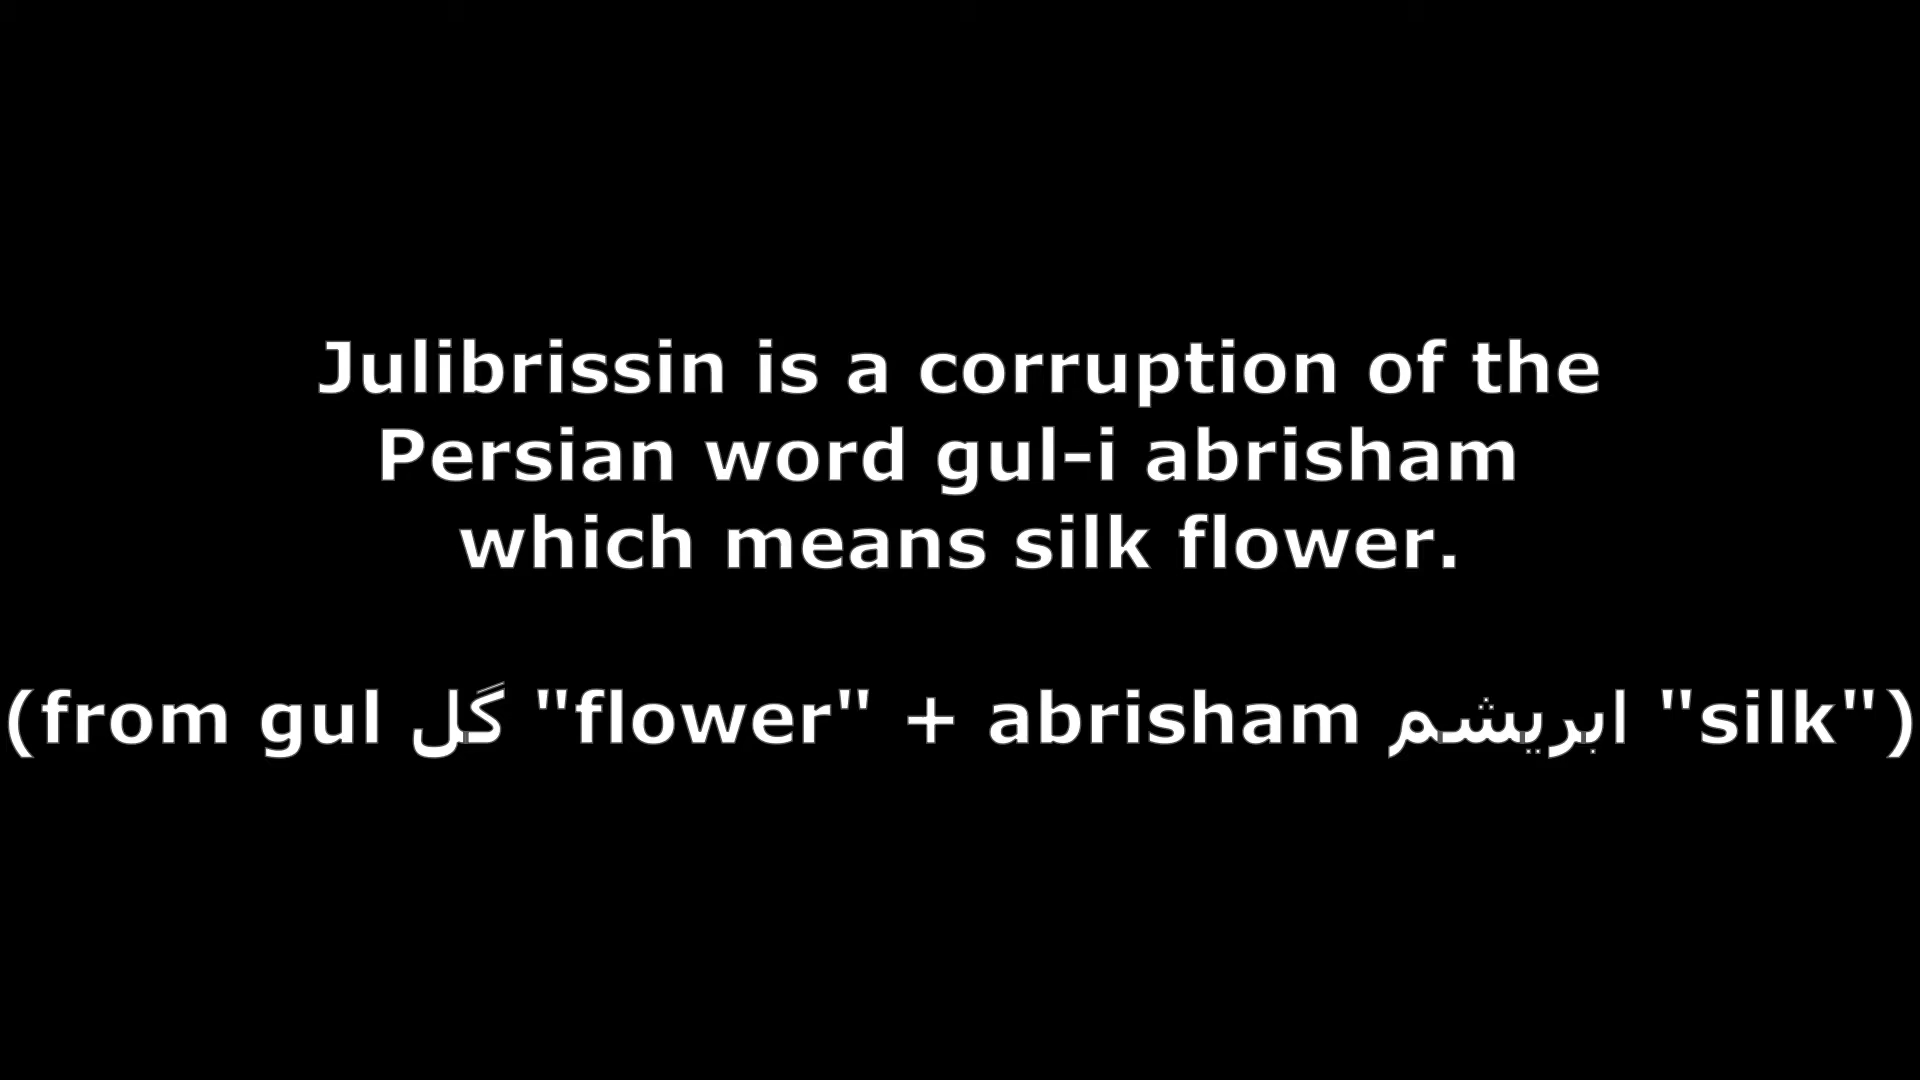 Julibrissin is a corruption of the
Persian word gul-i abrisham
which means silk flower.
(from gul گل "flower" + abrisham ابریشم "silk")